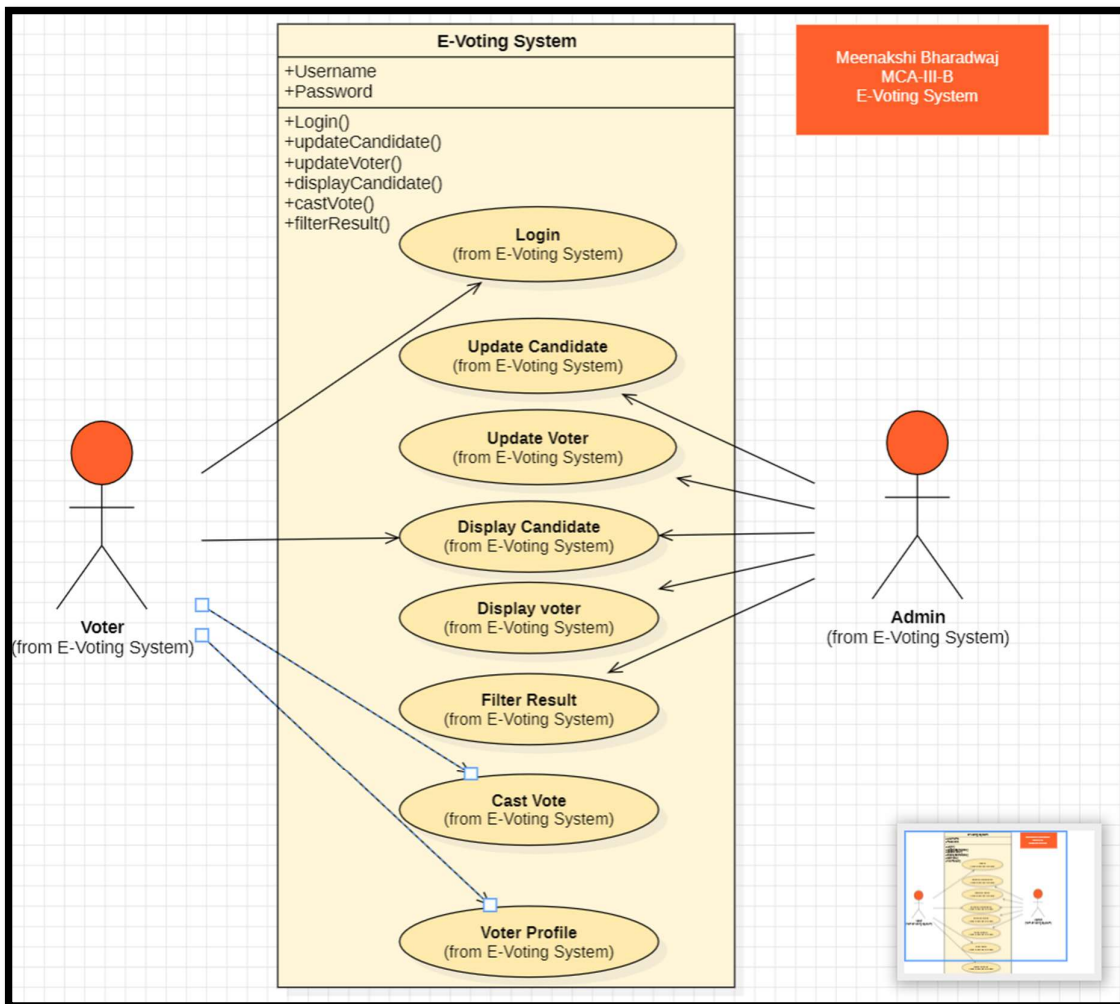 E-Voting System
+Username
+Password
+Login()
+updateCandidate()
+updateVoter()
+displayCandidate()
+castVote()
+filterResult()
Meenakshi Bharadwaj
MCA-III-B
E-Voting System
Login
(from E-Voting System)
Update Candidate
(from E-Voting System)
Update Voter
(from E-Voting System)
Display Candidate
(from E-Voting System)
Display voter
(from E-Voting System)
Filter Result
(from E-Voting System)
Cast Vote
(from E-Voting System)
Voter Profile
(from E-Voting System)
Voter
(from E-Voting System)
Admin
(from E-Voting System)